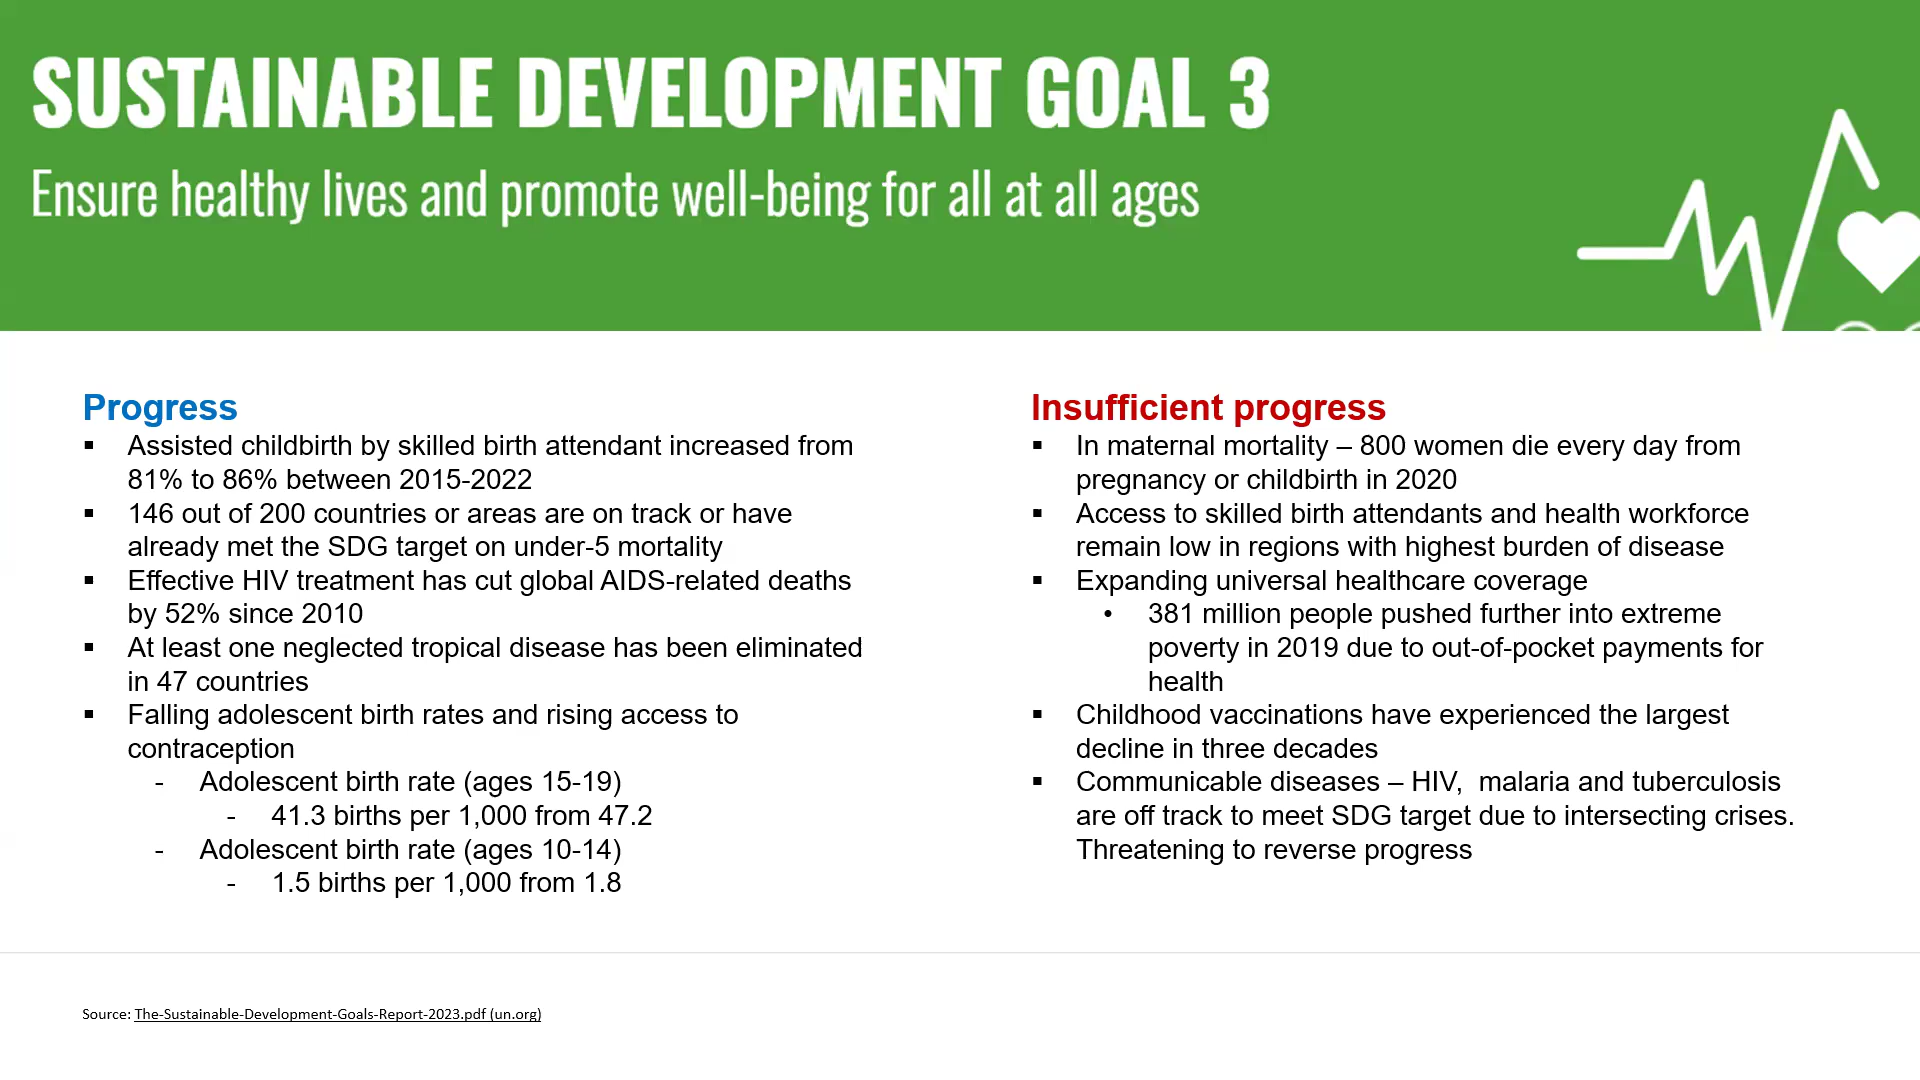 SUSTAINABLE DEVELOPMENT GOAL 3
Ensure healthy lives and promote well-being for all at all ages
Progress
▪ Assisted childbirth by skilled birth attendant increased from
81% to 86% between 2015-2022
▪ 146 out of 200 countries or areas are on track or have
already met the SDG target on under-5 mortality
▪ Effective HIV treatment has cut global AIDS-related deaths
by 52% since 2010
▪ At least one neglected tropical disease has been eliminated
in 47 countries
▪ Falling adolescent birth rates and rising access to
contraception
- Adolescent birth rate (ages 15-19)
- 41.3 births per 1,000 from 47.2
- Adolescent birth rate (ages 10-14)
- 1.5 births per 1,000 from 1.8
Insufficient progress
▪ In maternal mortality – 800 women die every day from
pregnancy or childbirth in 2020
▪ Access to skilled birth attendants and health workforce
remain low in regions with highest burden of disease
▪ Expanding universal healthcare coverage
• 381 million people pushed further into extreme
poverty in 2019 due to out-of-pocket payments for
health
▪ Childhood vaccinations have experienced the largest
decline in three decades
▪ Communicable diseases – HIV,  malaria and tuberculosis
are off track to meet SDG target due to intersecting crises.
Threatening to reverse progress
Source: The-Sustainable-Development-Goals-Report-2023.pdf (un.org)